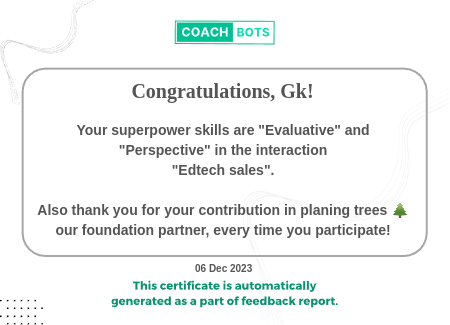 COACH BOTS
Congratulations, Gk!
Your superpower skills are "Evaluative" and
"Perspective" in the interaction
"Edtech sales".
Also thank you for your contribution in planing trees 🌲
our foundation partner, every time you participate!
06 Dec 2023
This certificate is automatically
generated as a part of feedback report.